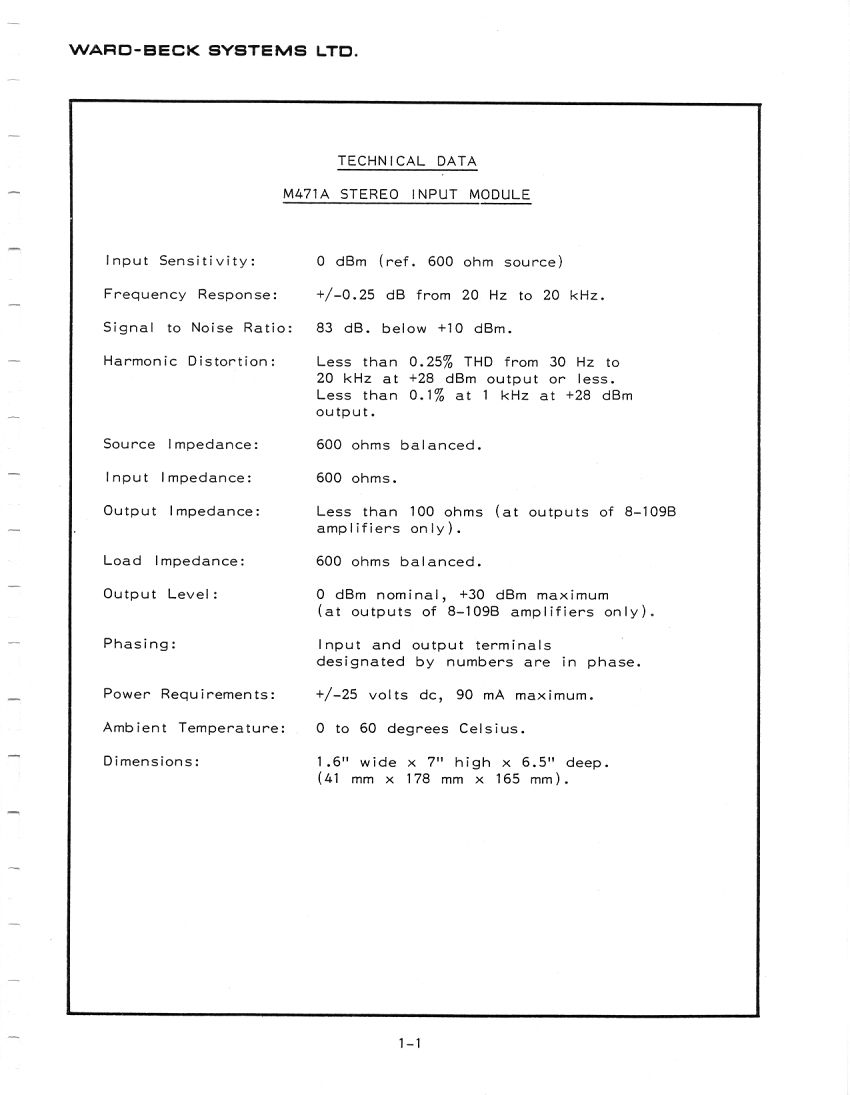 WARD-BECK SYSTEMS LTD.
TECHNICAL DATA
M471A STEREO INPUT MODULE
Input Sensitivity: 0 dBm (ref. 600 ohm source)
Frequency Response: +/-0.25 dB from 20 Hz to 20 kHz.
Signal to Noise Ratio: 83 dB. below +10 dBm.
Harmonic Distortion: Less than 0.25% THD from 30 Hz to
20 kHz at +28 dBm output or less.
Less than 0.1% at 1 kHz at +28 dBm
output.
Source Impedance: 600 ohms balanced.
Input Impedance: 600 ohms.
Output Impedance: Less than 100 ohms (at outputs of 8-109B
amplifiers only).
Load Impedance: 600 ohms balanced.
Output Level: 0 dBm nominal, +30 dBm maximum
(at outputs of 8-109B amplifiers only).
Phasing: Input and output terminals
designated by numbers are in phase.
Power Requirements: +/-25 volts dc, 90 mA maximum.
Ambient Temperature: 0 to 60 degrees Celsius.
Dimensions: 1.6" wide x 7" high x 6.5" deep.
(41 mm x 178 mm x 165 mm).
1-1